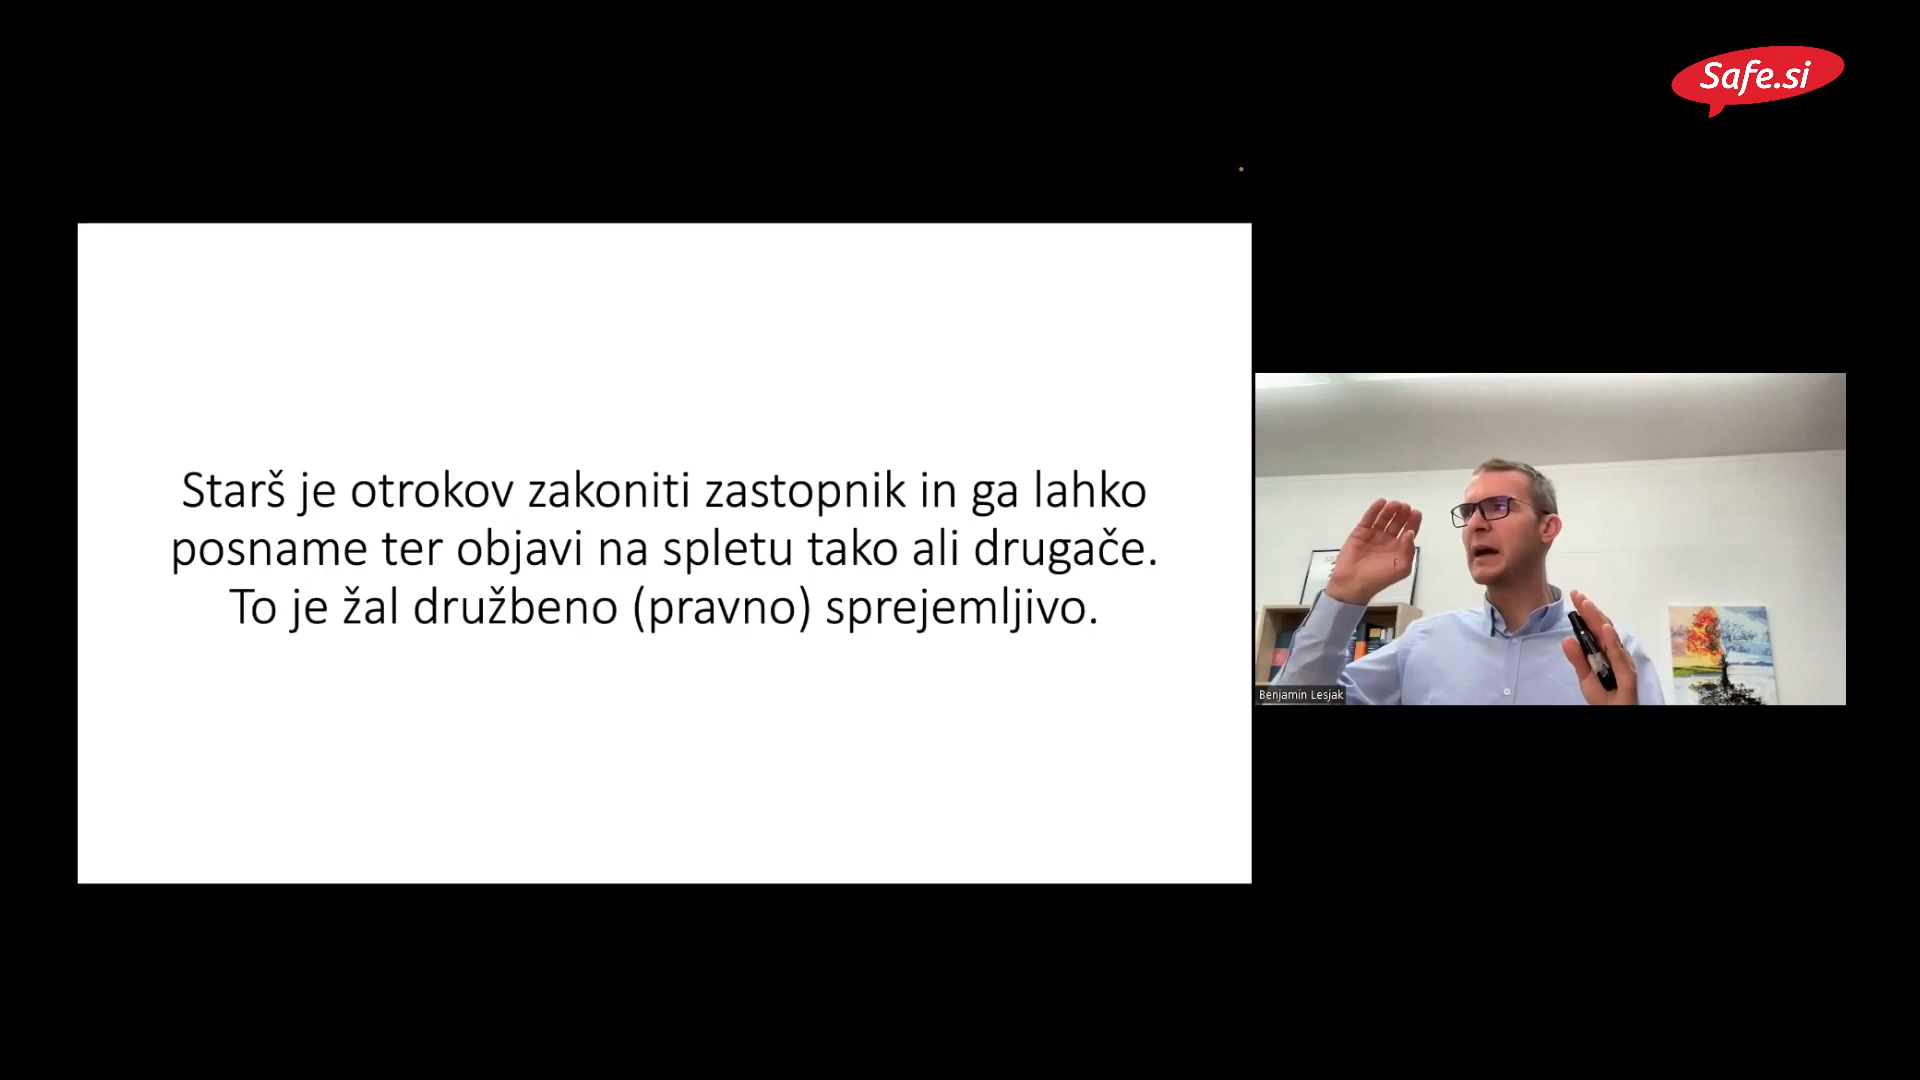 Safe.si
Starš je otrokov zakoniti zastopnik in ga lahko
posname ter objavi na spletu tako ali drugače.
To je žal družbeno (pravno) sprejemljivo.
Benjamin Lesjak